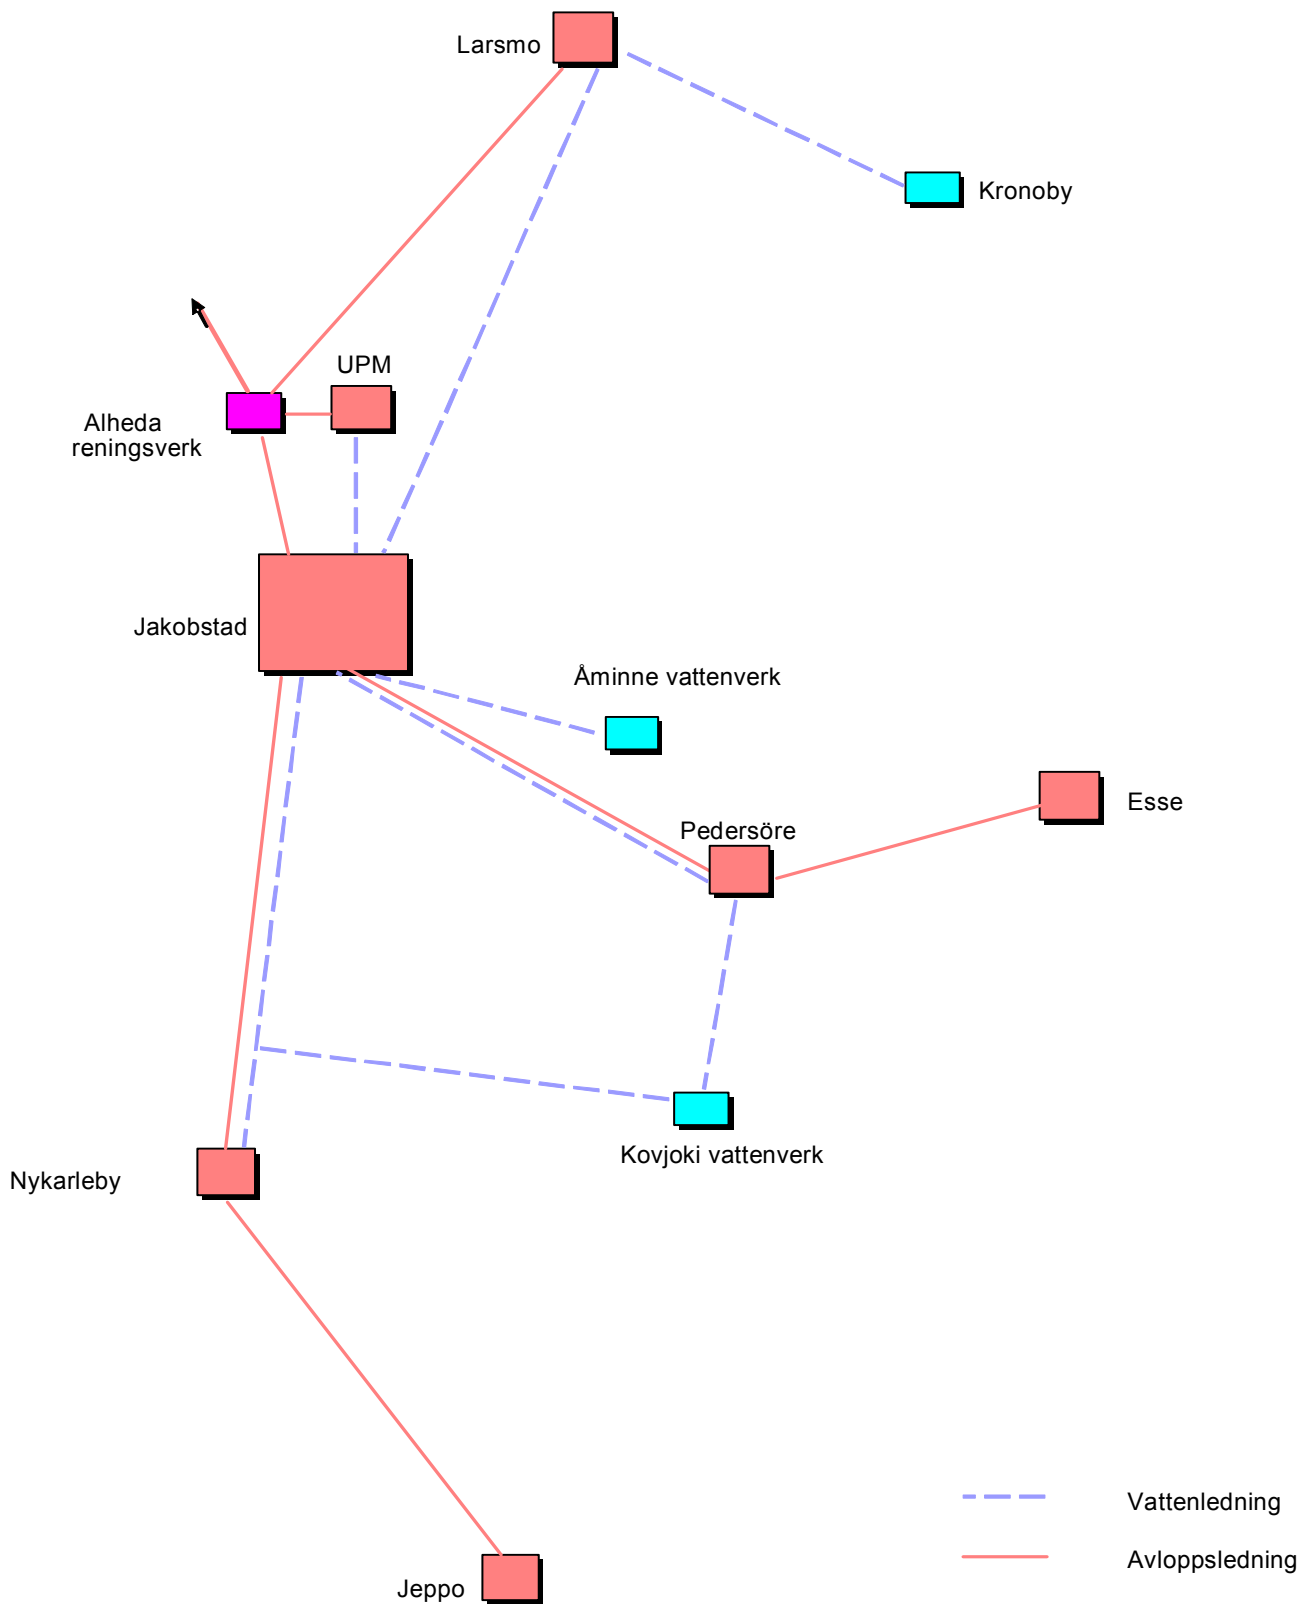 Larsmo
Kronoby
UPM
Alheda
reningsverk
Jakobstad
Åminne vattenverk
Esse
Pedersöre
Kovjoki vattenverk
Nykarleby
Vattenledning
Avloppsledning
Jeppo